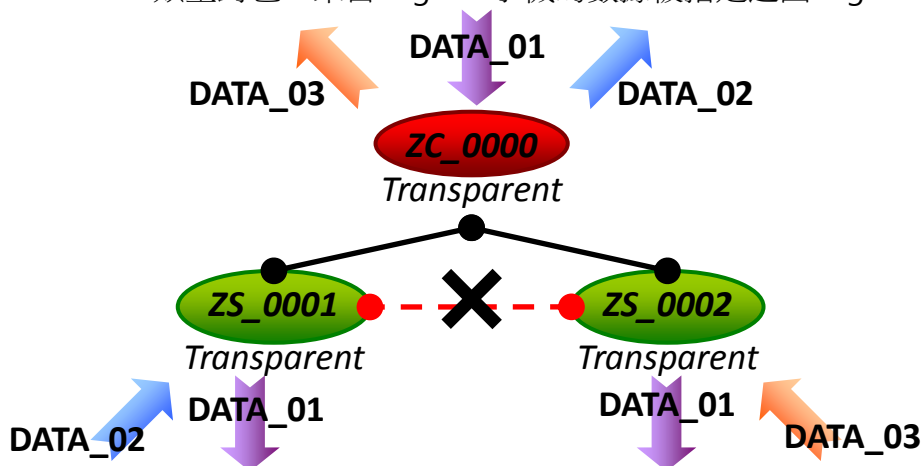 DATA_01
DATA_03 DATA_02
ZC_0000
Transparent
ZS_0001 ZS_0002
Transparent Transparent
DATA_01 DATA_01
DATA_02 DATA_03